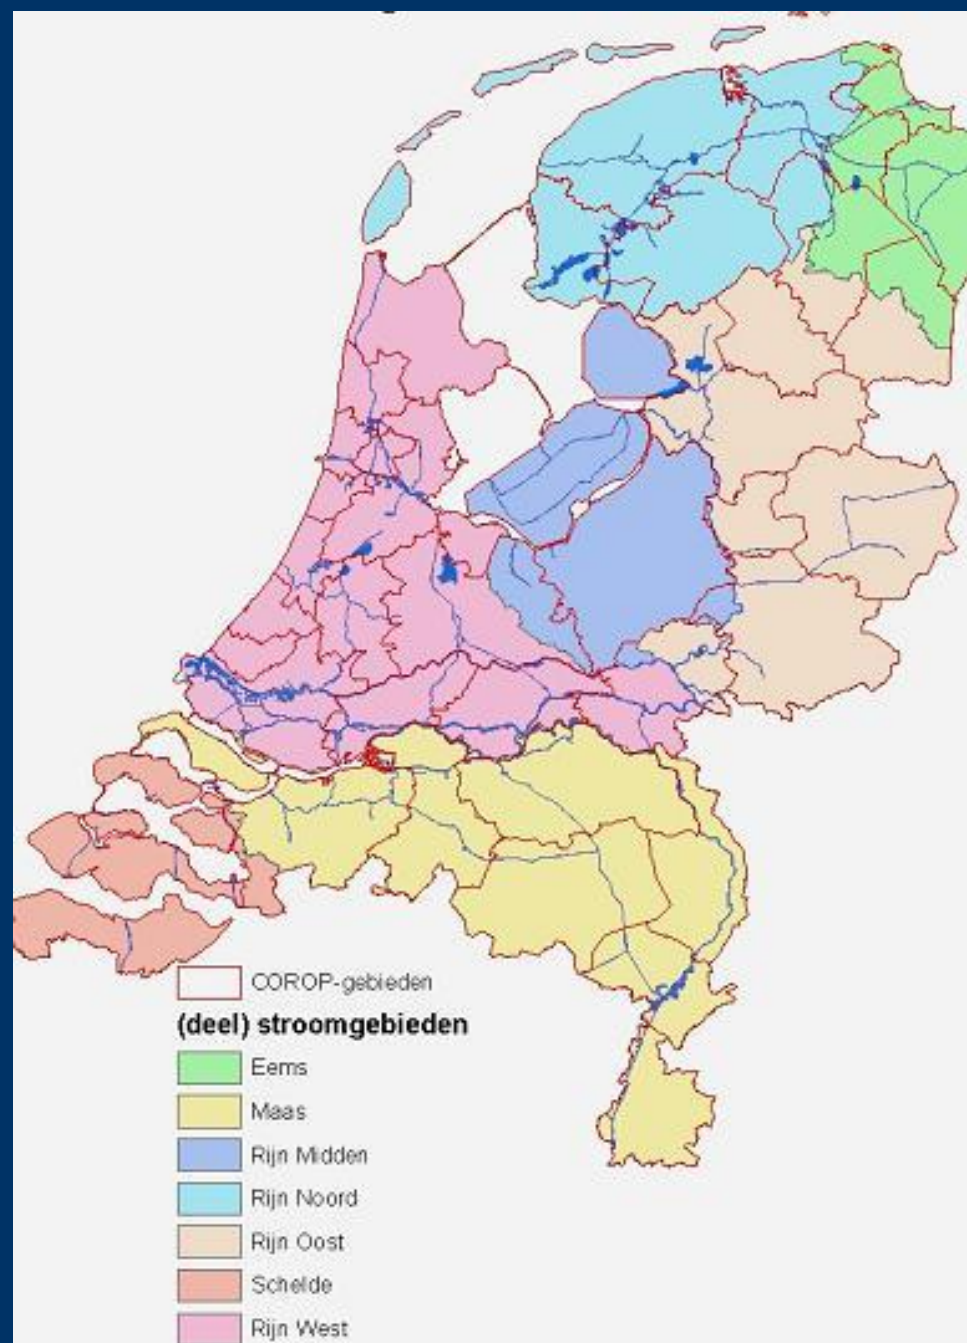 COROP-gebieden
(deel) stroomgebieden
Eems
Maas
Rijn Midden
Rijn Noord
Rijn Oost
Schelde
Rijn West